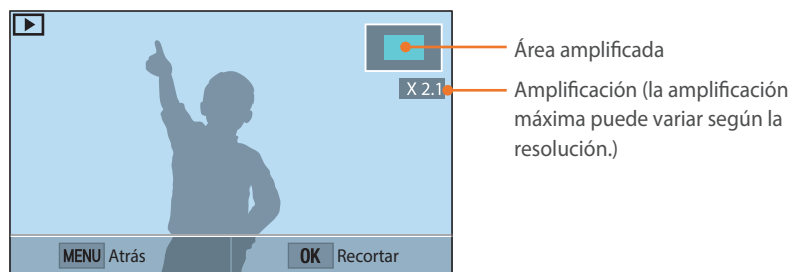 Área amplificada
X 2.1
Amplificación (la amplificación
máxima puede variar según la
resolución.)
MENU Atrás
OK Recortar